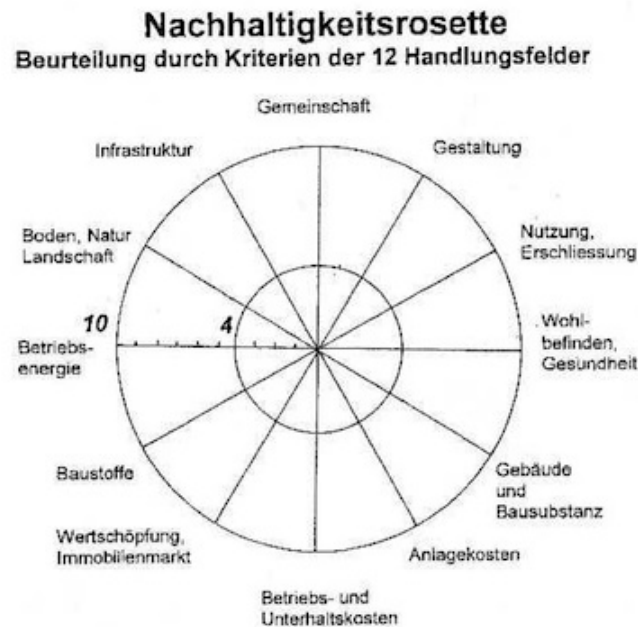 Nachhaltigkeitsrosette
Beurteilung durch Kriterien der 12 Handlungsfelder
Gemeinschaft
Infrastruktur
Gestaltung
Boden, Natur
Landschaft
Nutzung,
Erschliessung
10
4
Betriebs-
energie
Wohl-
befinden,
Gesundheit
Baustoffe
Gebäude
und
Bausubstanz
Wertschöpfung,
Immobilienmarkt
Anlagekosten
Betriebs- und
Unterhaltskosten